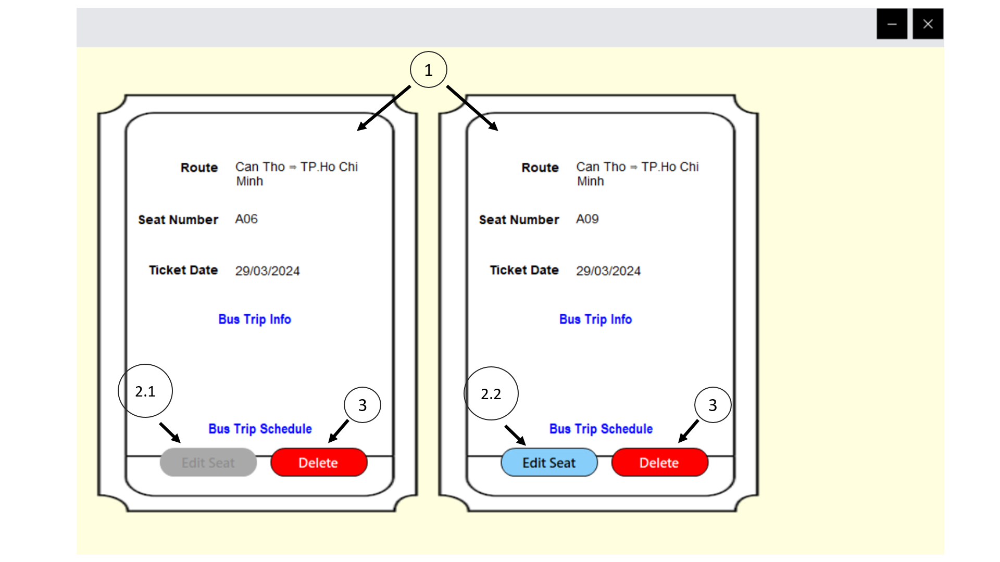 1
Route Can Tho ⇒ TP.Ho Chi
Minh
Seat Number A06
Ticket Date 29/03/2024
Bus Trip Info
2.1
3
Bus Trip Schedule
Edit Seat
Delete
Route Can Tho ⇒ TP.Ho Chi
Minh
Seat Number A09
Ticket Date 29/03/2024
Bus Trip Info
2.2
3
Bus Trip Schedule
Edit Seat
Delete